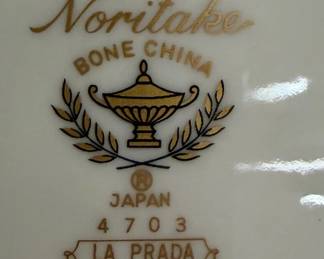 Noritake
BONE CHINA
®
JAPAN
4703
LA PRADA